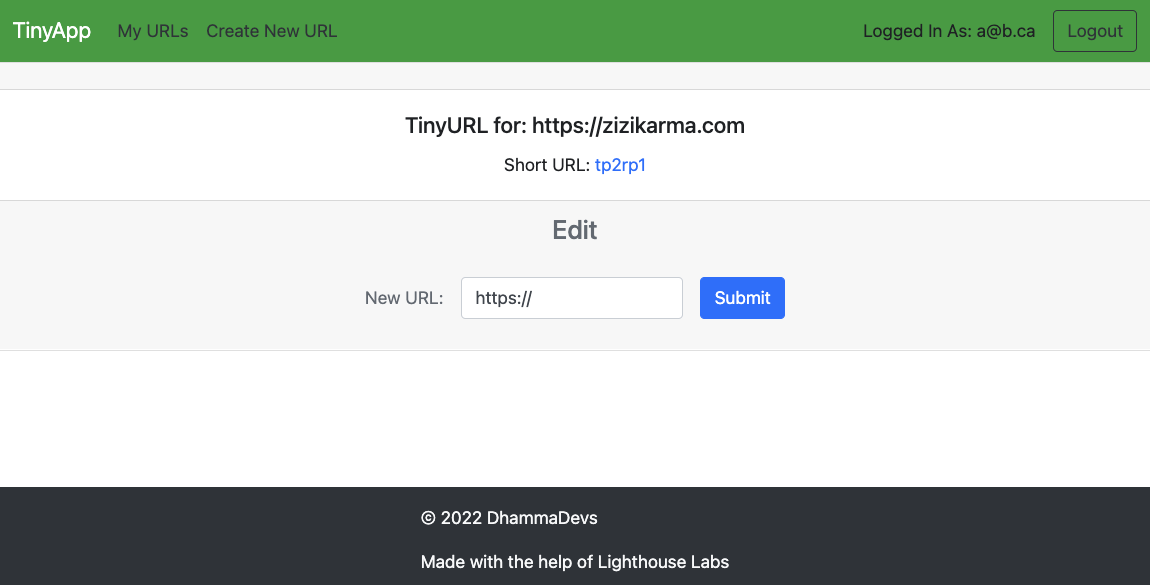 TinyApp My URLs Create New URL Logged In As: a@b.ca Logout
TinyURL for: https://zizikarma.com
Short URL: tp2rp1
Edit
New URL: https:// Submit
© 2022 DhammaDevs
Made with the help of Lighthouse Labs